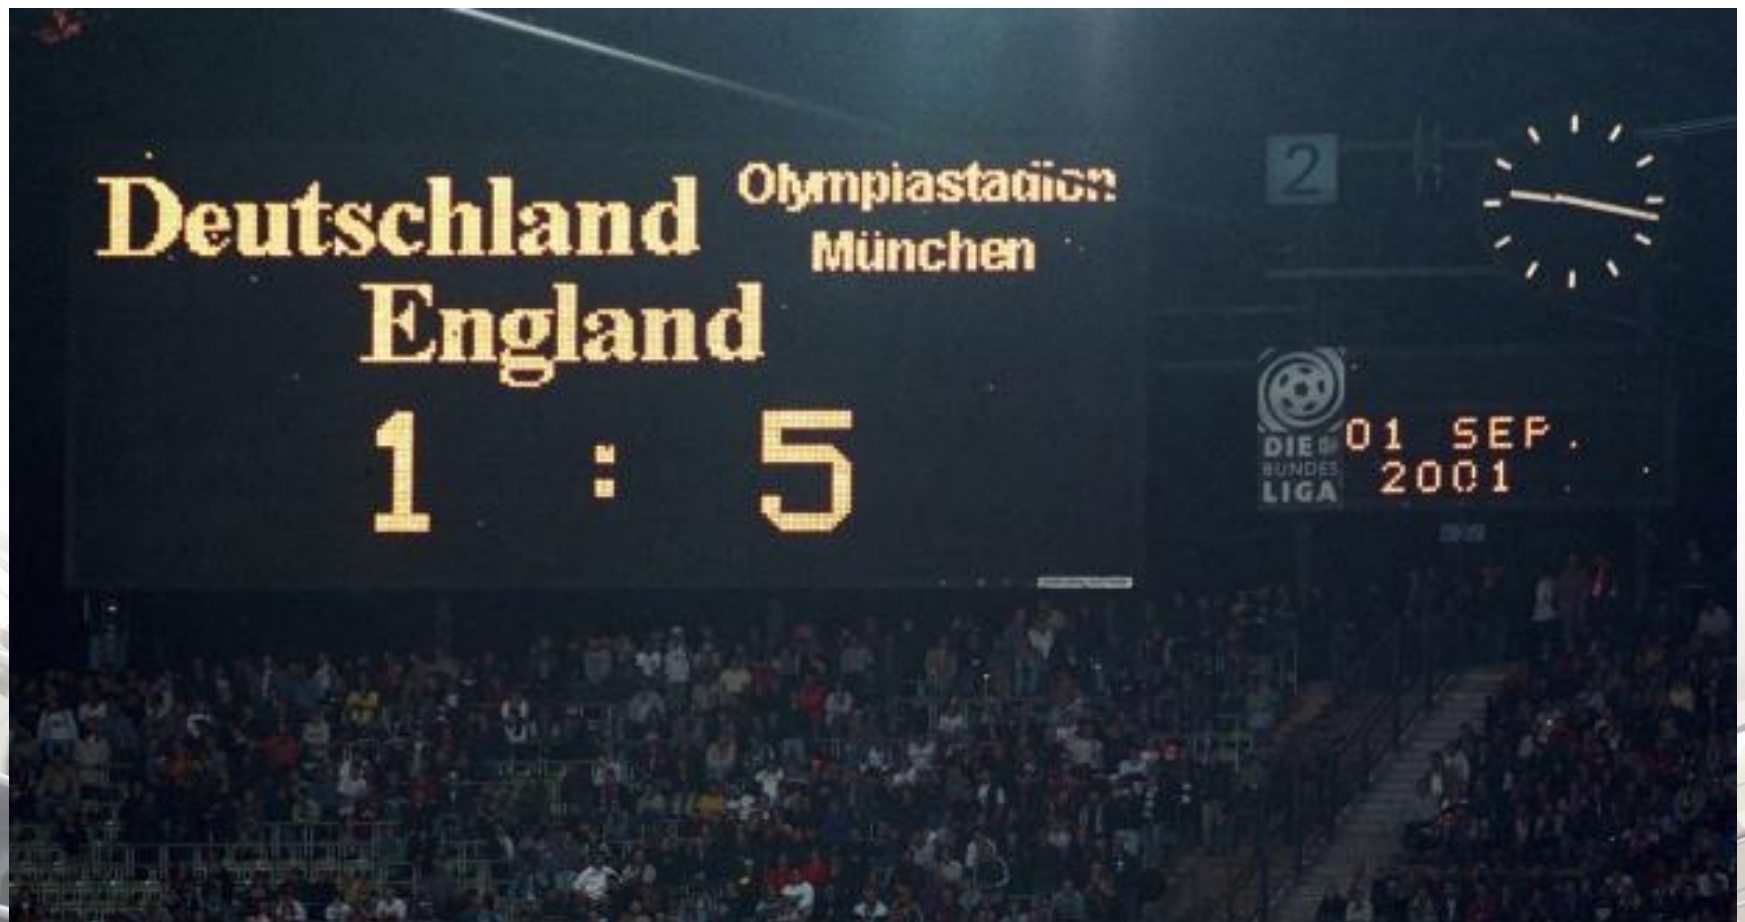 Deutschland
Olympiastadion
München
England
1 : 5
2
DIE
BUNDES
LIGA
01 SEP.
2001